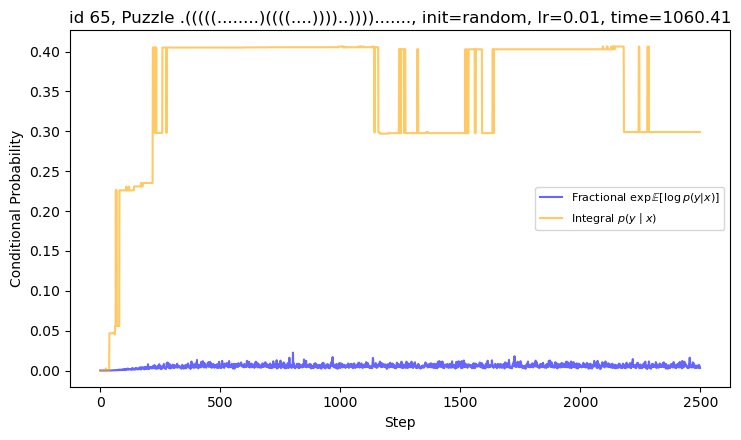 id 65, Puzzle .(((((........)((((....))))..))))......., init=random, lr=0.01, time=1060.41
Conditional Probability
0.40
0.35
0.30
0.25
0.20
0.15
0.10
0.05
0.00
Fractional exp𝔼[log p(y|x)]
Integral p(y | x)
0 500 1000 1500 2000 2500
Step